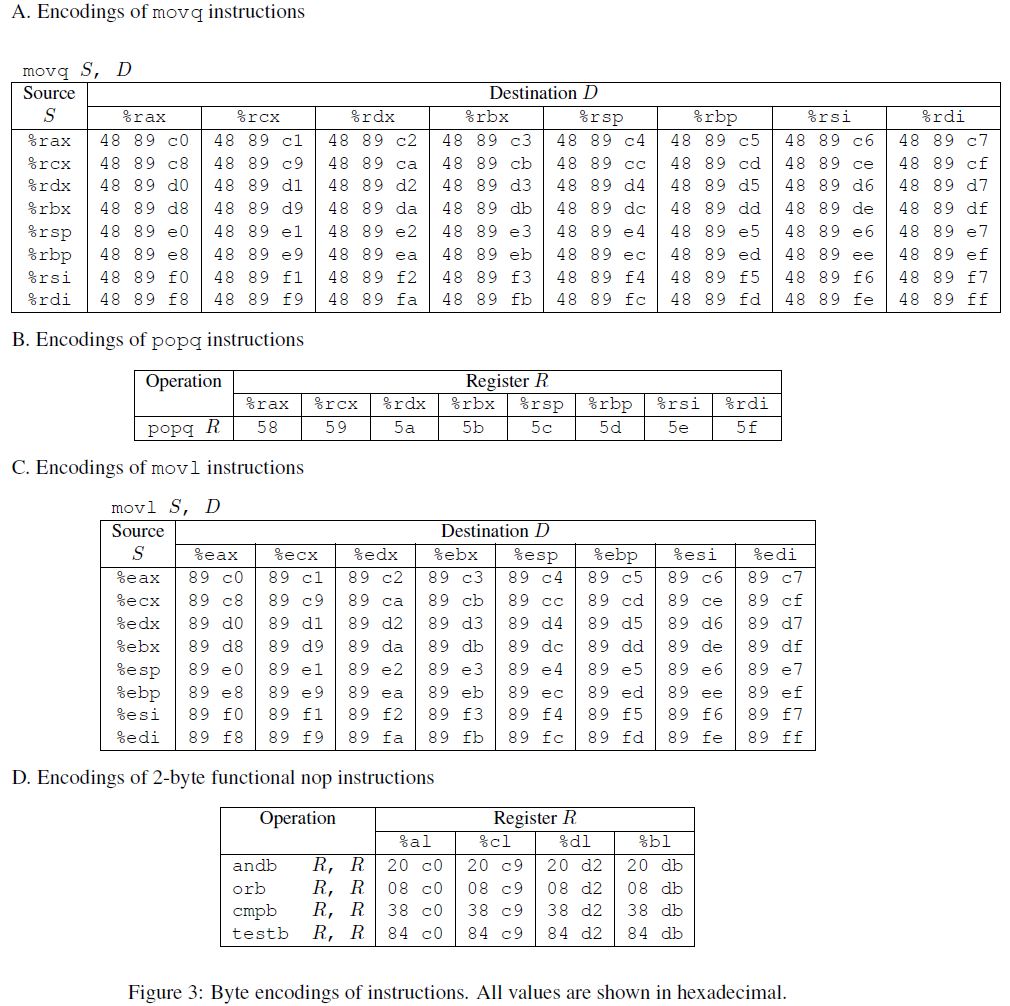 A. Encodings of movq instructions
movq S, D
Source Destination D
S %rax %rcx %rdx %rbx %rsp %rbp %rsi %rdi
%rax 48 89 c0 48 89 c1 48 89 c2 48 89 c3 48 89 c4 48 89 c5 48 89 c6 48 89 c7
%rcx 48 89 c8 48 89 c9 48 89 ca 48 89 cb 48 89 cc 48 89 cd 48 89 ce 48 89 cf
%rdx 48 89 d0 48 89 d1 48 89 d2 48 89 d3 48 89 d4 48 89 d5 48 89 d6 48 89 d7
%rbx 48 89 d8 48 89 d9 48 89 da 48 89 db 48 89 dc 48 89 dd 48 89 de 48 89 df
%rsp 48 89 e0 48 89 e1 48 89 e2 48 89 e3 48 89 e4 48 89 e5 48 89 e6 48 89 e7
%rbp 48 89 e8 48 89 e9 48 89 ea 48 89 eb 48 89 ec 48 89 ed 48 89 ee 48 89 ef
%rsi 48 89 f0 48 89 f1 48 89 f2 48 89 f3 48 89 f4 48 89 f5 48 89 f6 48 89 f7
%rdi 48 89 f8 48 89 f9 48 89 fa 48 89 fb 48 89 fc 48 89 fd 48 89 fe 48 89 ff
B. Encodings of popq instructions
Operation Register R
%rax %rcx %rdx %rbx %rsp %rbp %rsi %rdi
popq R 58 59 5a 5b 5c 5d 5e 5f
C. Encodings of movl instructions
movl S, D
Source Destination D
S %eax %ecx %edx %ebx %esp %ebp %esi %edi
%eax 89 c0 89 c1 89 c2 89 c3 89 c4 89 c5 89 c6 89 c7
%ecx 89 c8 89 c9 89 ca 89 cb 89 cc 89 cd 89 ce 89 cf
%edx 89 d0 89 d1 89 d2 89 d3 89 d4 89 d5 89 d6 89 d7
%ebx 89 d8 89 d9 89 da 89 db 89 dc 89 dd 89 de 89 df
%esp 89 e0 89 e1 89 e2 89 e3 89 e4 89 e5 89 e6 89 e7
%ebp 89 e8 89 e9 89 ea 89 eb 89 ec 89 ed 89 ee 89 ef
%esi 89 f0 89 f1 89 f2 89 f3 89 f4 89 f5 89 f6 89 f7
%edi 89 f8 89 f9 89 fa 89 fb 89 fc 89 fd 89 fe 89 ff
D. Encodings of 2-byte functional nop instructions
Operation Register R
%al %cl %dl %bl
andb R, R 20 c0 20 c9 20 d2 20 db
orb R, R 08 c0 08 c9 08 d2 08 db
cmpb R, R 38 c0 38 c9 38 d2 38 db
testb R, R 84 c0 84 c9 84 d2 84 db
Figure 3: Byte encodings of instructions. All values are shown in hexadecimal.